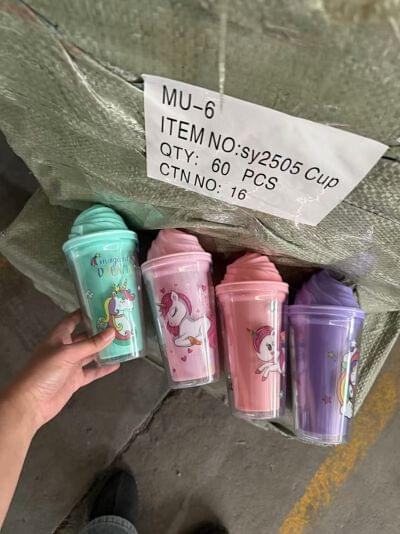 MU-6
ITEM NO:sy2505 Cup
QTY: 60 PCS
CTN NO: 16